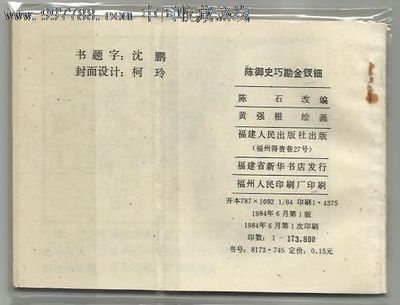 www.997788.com 中国收藏热线
书题字：沈 鹏
封面设计：柯 玲
陈御史巧勘金钗钿
陈 石 改 编
黄 强 根 绘 画
福建人民出版社出版
（福州得贵巷27号）
福建省新华书店发行
福州人民印刷厂印刷
开本787×1092 1/64 印刷1·4375
1984年6月第1版
1984年6月第1次印刷
印数：1—173,800
书号：8173·745 定价：0.15元